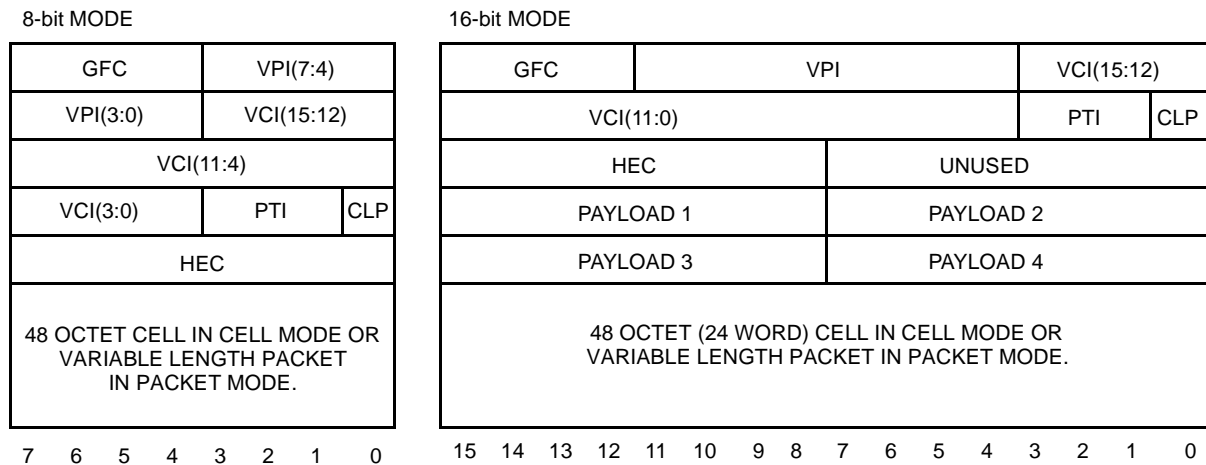 8-bit MODE
GFC VPI(7:4)
VPI(3:0) VCI(15:12)
VCI(11:4)
VCI(3:0) PTI CLP
HEC
48 OCTET CELL IN CELL MODE OR
VARIABLE LENGTH PACKET
IN PACKET MODE.
7 6 5 4 3 2 1 0
16-bit MODE
GFC VPI VCI(15:12)
VCI(11:0) PTI CLP
HEC UNUSED
PAYLOAD 1 PAYLOAD 2
PAYLOAD 3 PAYLOAD 4
48 OCTET (24 WORD) CELL IN CELL MODE OR
VARIABLE LENGTH PACKET IN PACKET MODE.
15 14 13 12 11 10 9 8 7 6 5 4 3 2 1 0